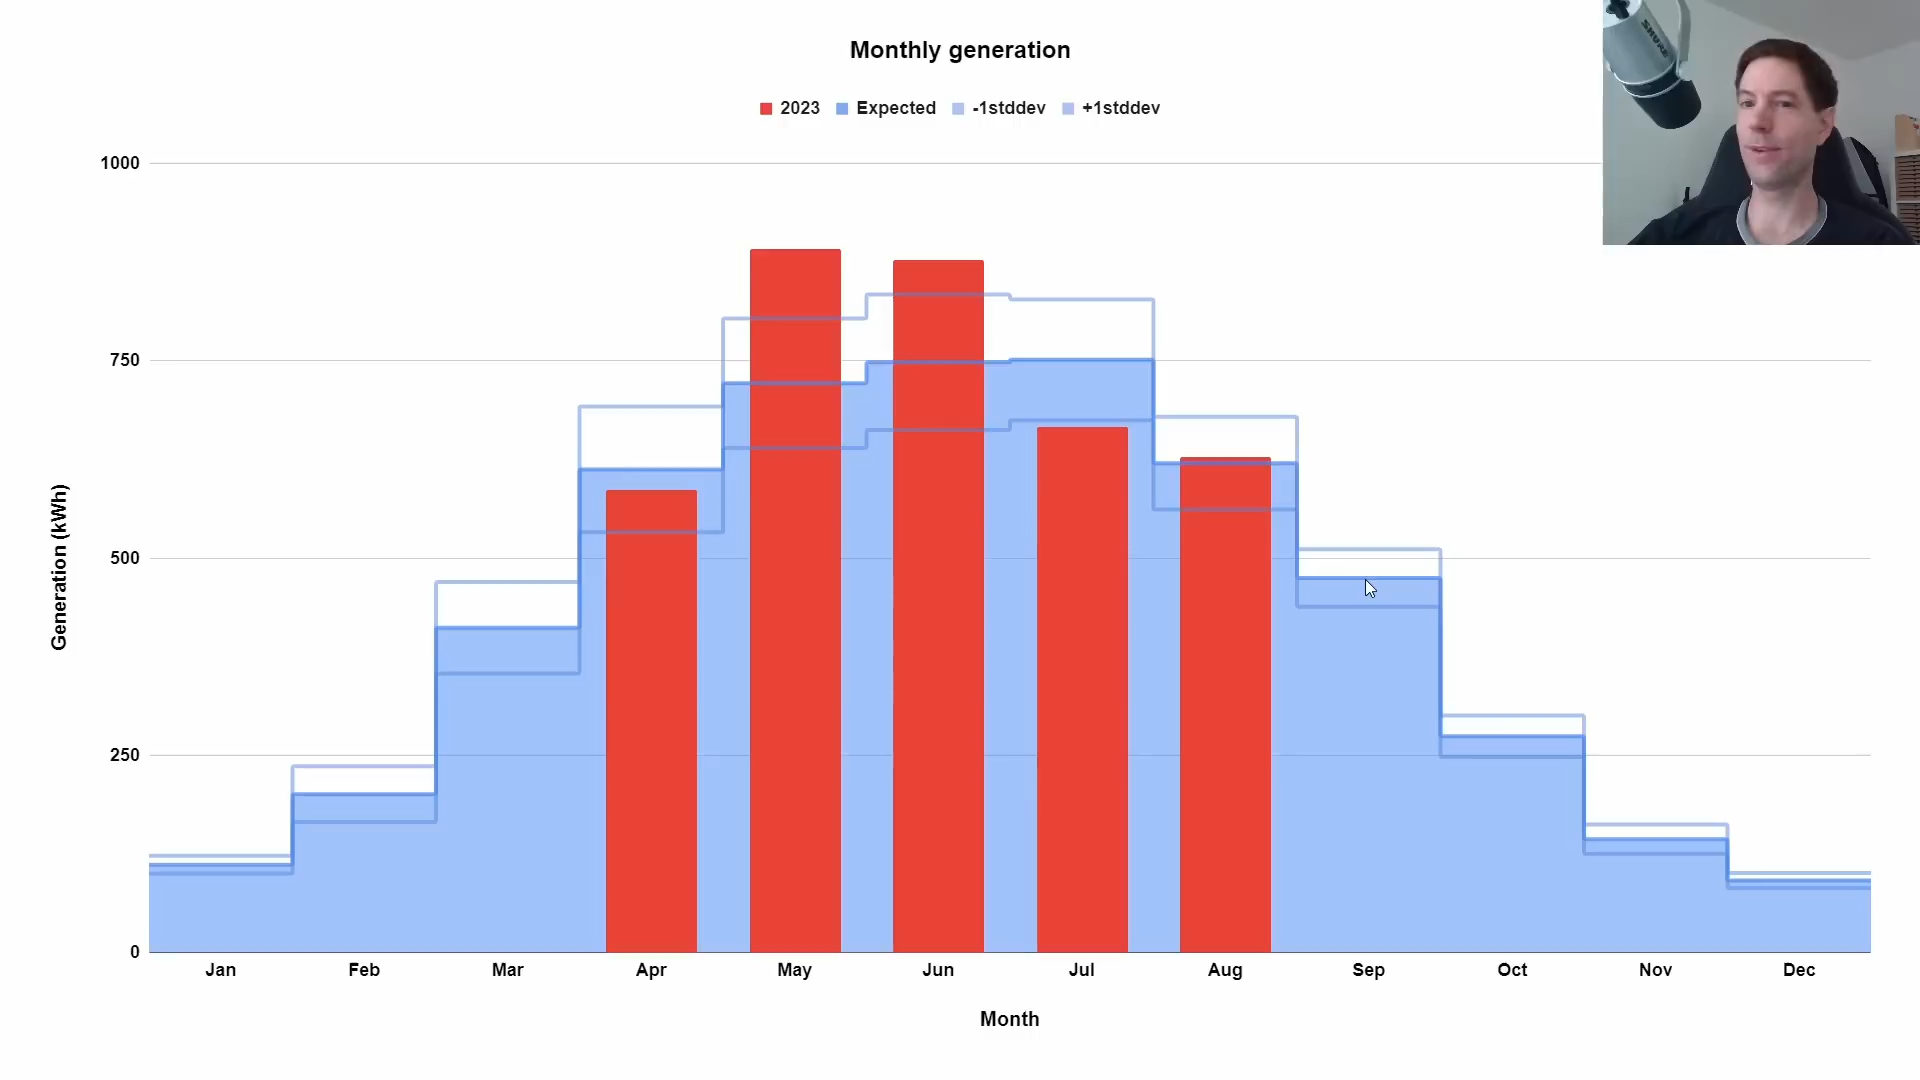 Monthly generation
2023 Expected -1stddev +1stddev
1000
750
500
250
0
Generation (kWh)
Jan Feb Mar Apr May Jun Jul Aug Sep Oct Nov Dec
Month
SHURE